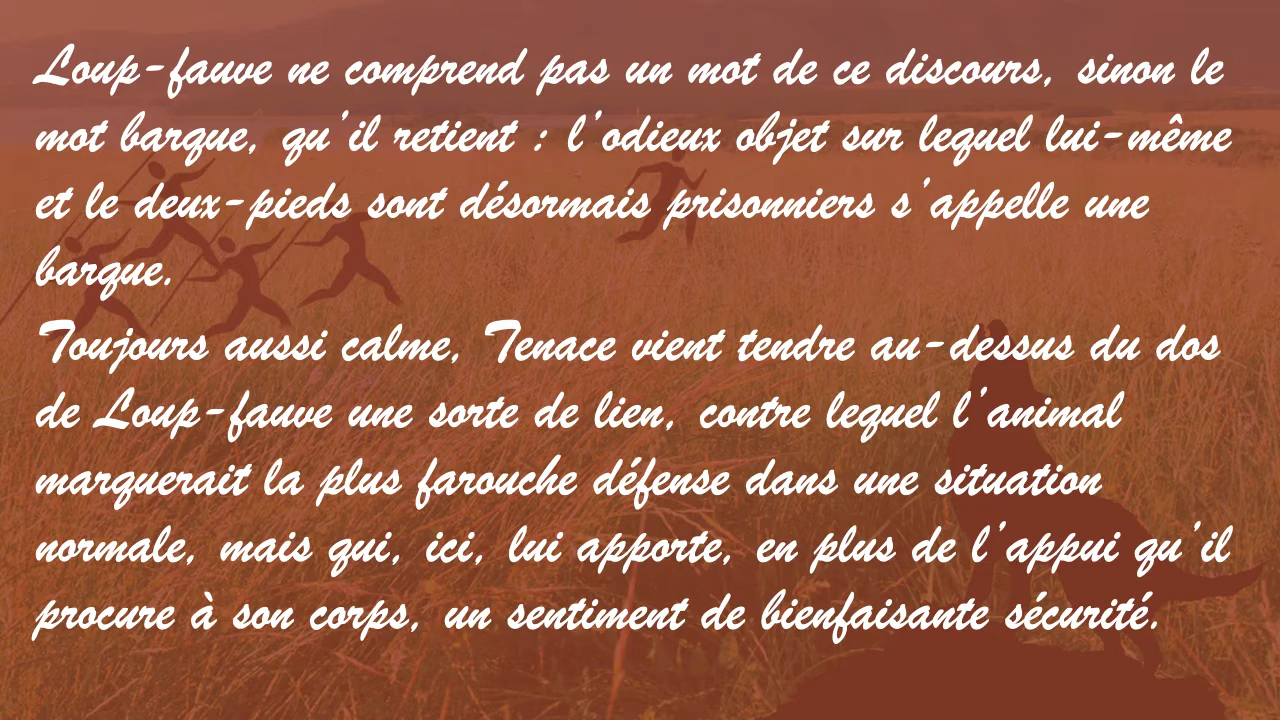 Loup-fauve ne comprend pas un mot de ce discours, sinon le
mot barque, qu'il retient : l'odieux objet sur lequel lui-même
et le deux-pieds sont désormais prisonniers s'appelle une
barque.
Toujours aussi calme, Tenace vient tendre au-dessus du dos
de Loup-fauve une sorte de lien, contre lequel l'animal
marquerait la plus farouche défense dans une situation
normale, mais qui, ici, lui apporte, en plus de l'appui qu'il
procure à son corps, un sentiment de bienfaisante sécurité.